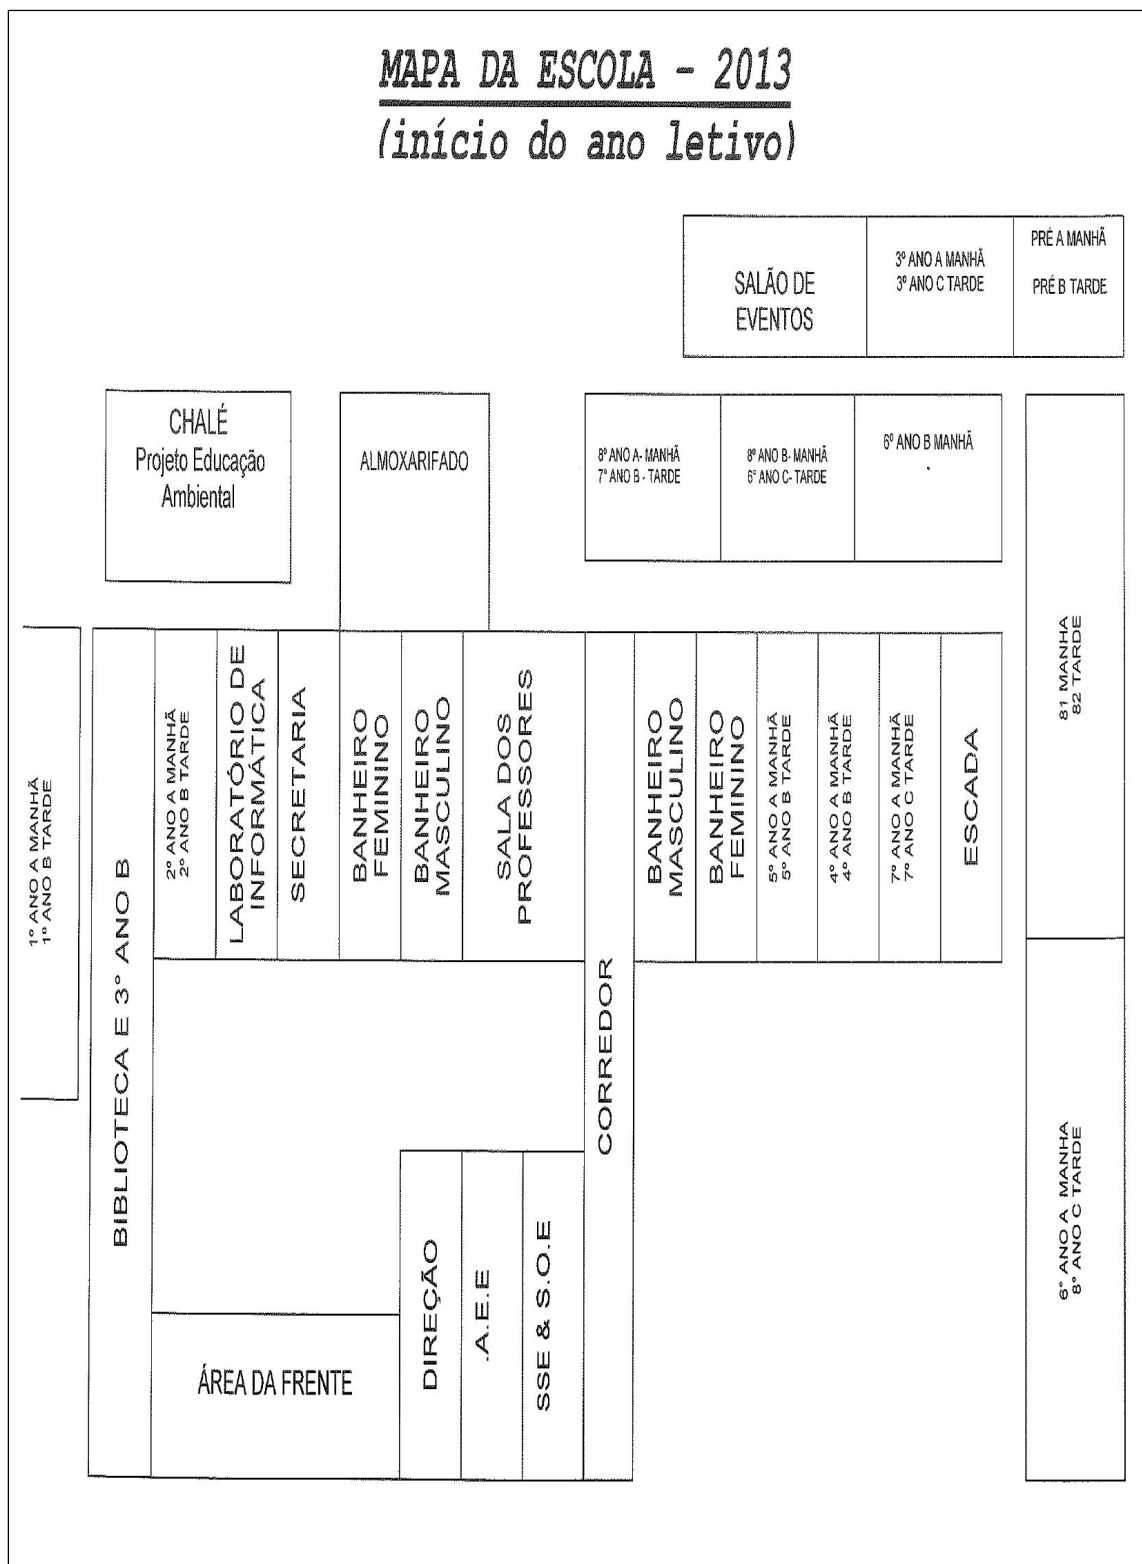 MAPA DA ESCOLA - 2013
(início do ano letivo)
SALÃO DE
EVENTOS
3º ANO A MANHÃ
3º ANO C TARDE
PRÉ A MANHÃ
PRÉ B TARDE
CHALÉ
Projeto Educação
Ambiental
ALMOXARIFADO
8º ANO A- MANHÃ
7º ANO B - TARDE
8º ANO B- MANHÃ
6º ANO C- TARDE
6º ANO B MANHÃ
.
81 MANHA
82 TARDE
1º ANO A MANHÃ
1º ANO B TARDE
BIBLIOTECA E 3º ANO B
2º ANO A MANHÃ
2º ANO B TARDE
LABORATÓRIO DE
INFORMÁTICA
SECRETARIA
BANHEIRO
FEMININO
BANHEIRO
MASCULINO
SALA DOS
PROFESSORES
CORREDOR
BANHEIRO
MASCULINO
BANHEIRO
FEMININO
5º ANO A MANHÃ
5º ANO B TARDE
4º ANO A MANHÃ
4º ANO B TARDE
7º ANO A MANHÃ
7º ANO C TARDE
ESCADA
6º ANO A MANHA
8º ANO C TARDE
ÁREA DA FRENTE
DIREÇÃO
.A.E.E
SSE & S.O.E